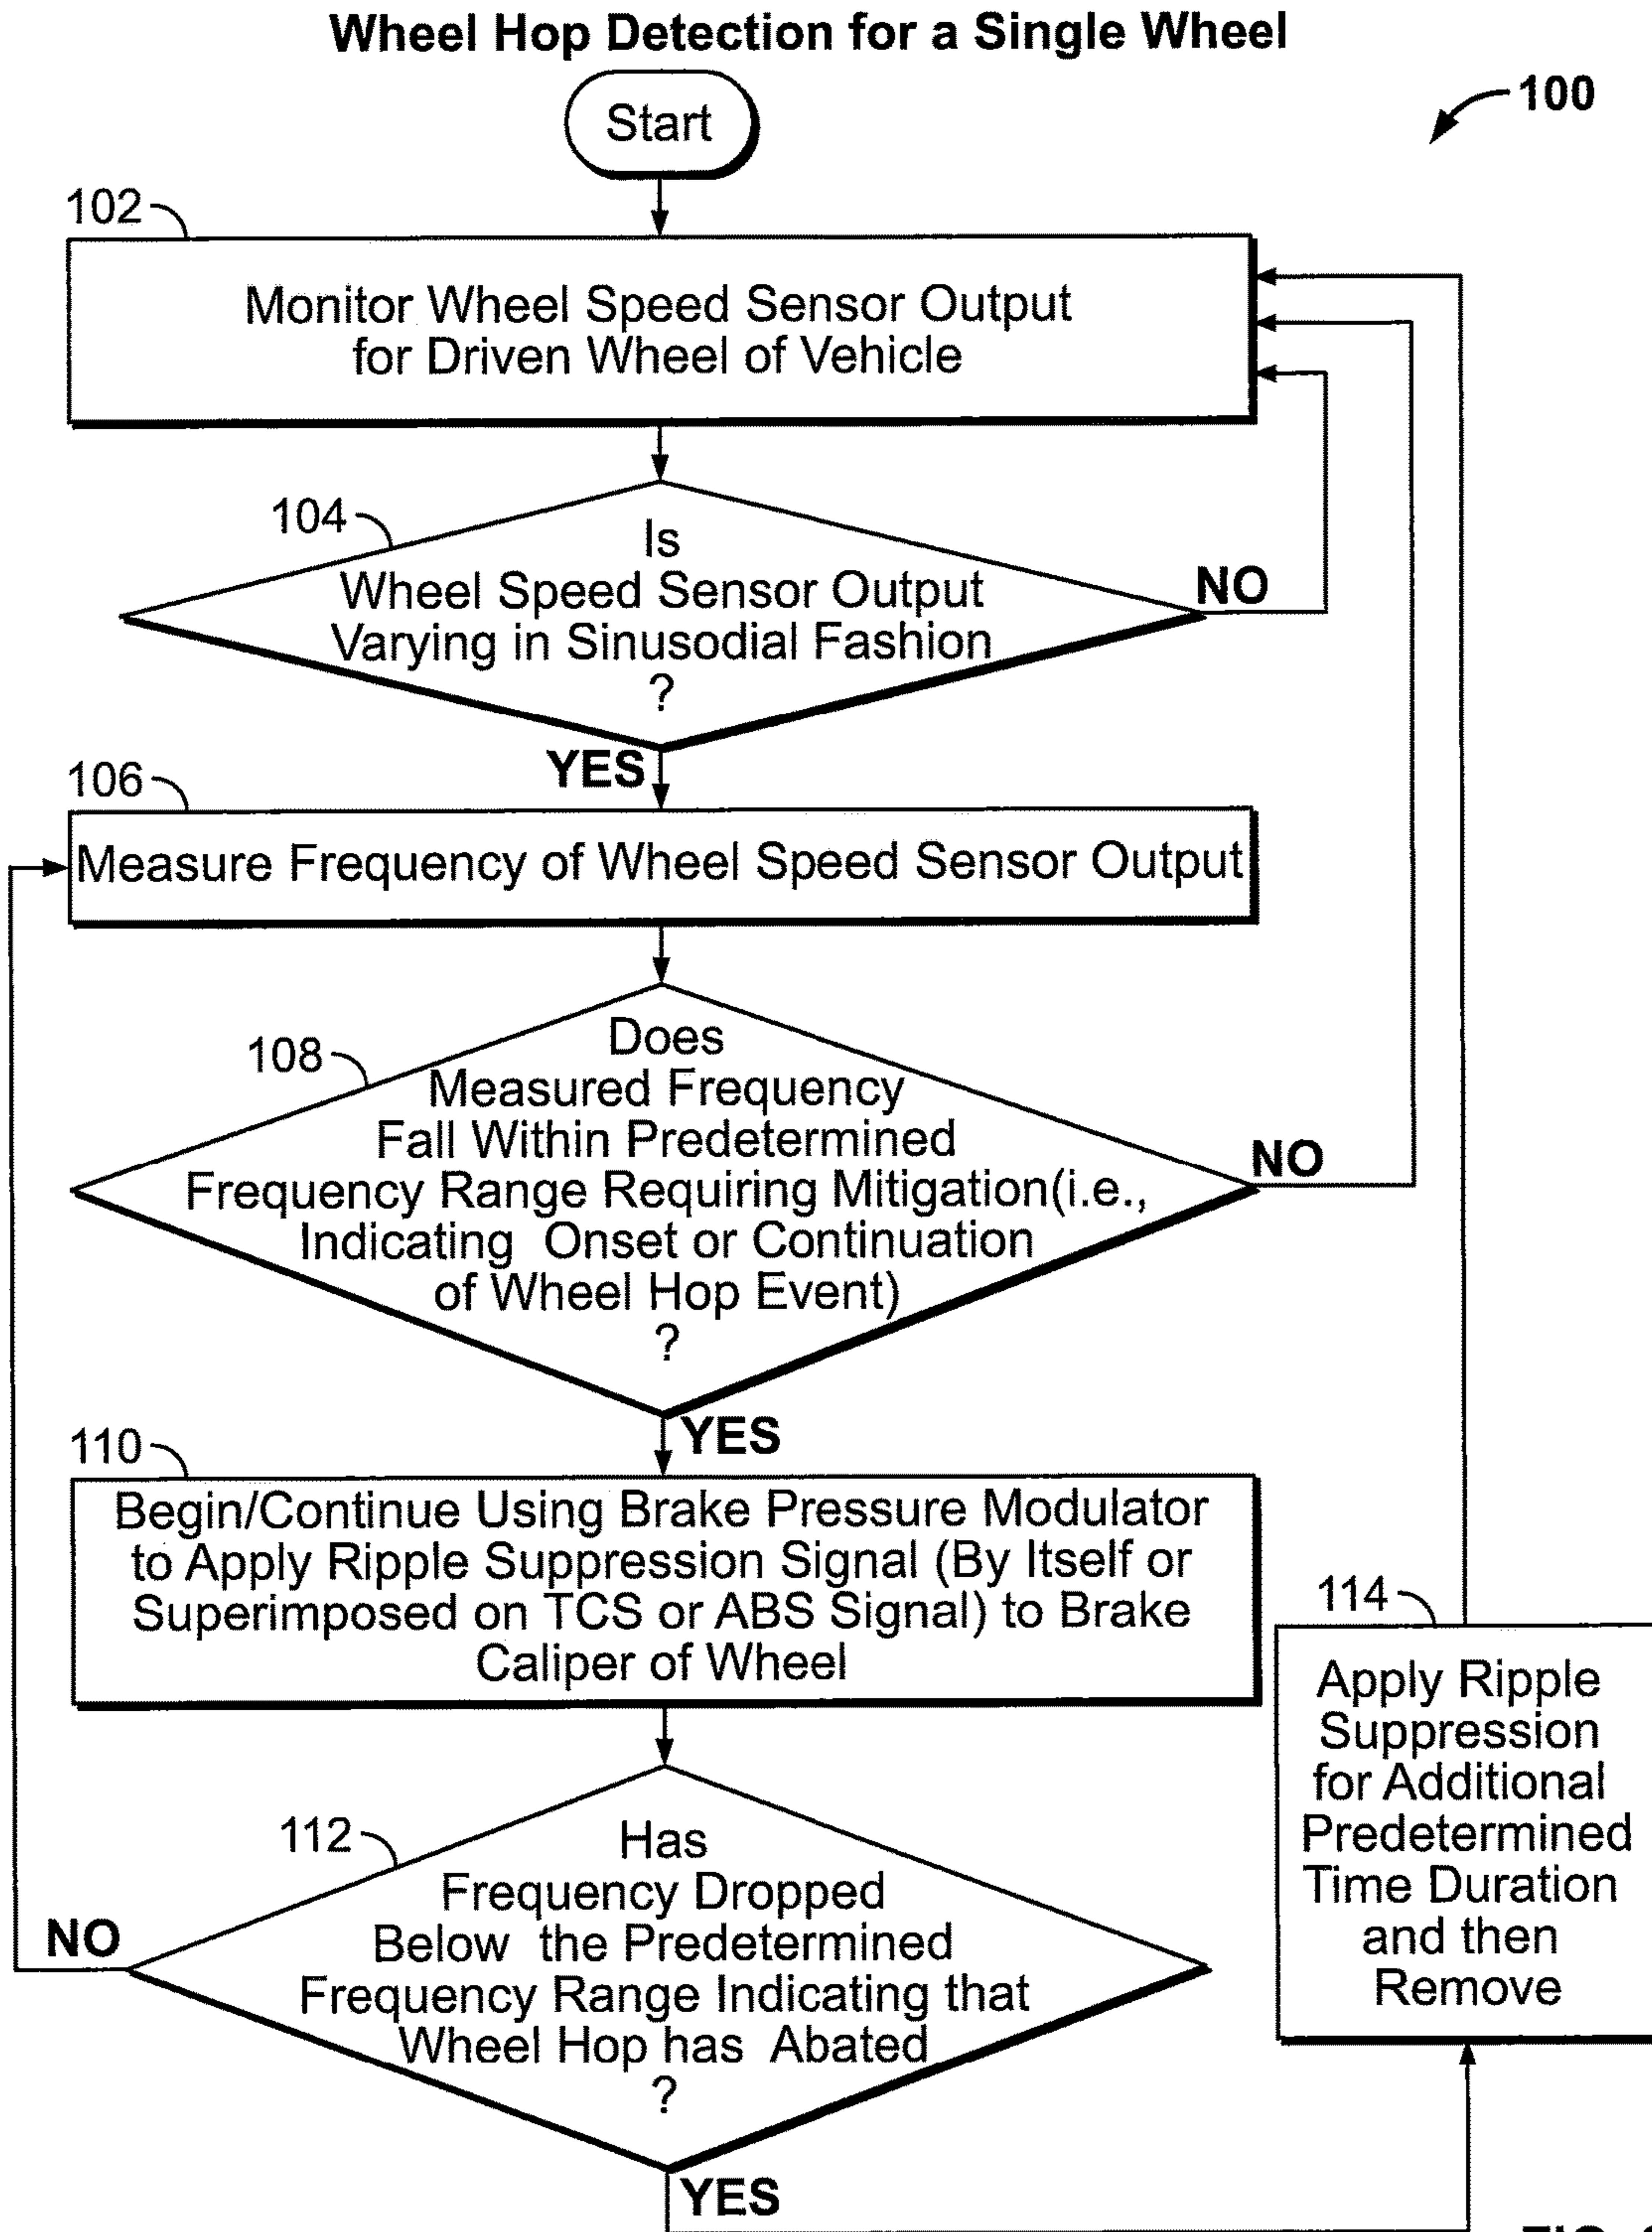 Wheel Hop Detection for a Single Wheel
100
Start
102
Monitor Wheel Speed Sensor Output
for Driven Wheel of Vehicle
104
Is
Wheel Speed Sensor Output
Varying in Sinusodial Fashion
?
NO
YES
106
Measure Frequency of Wheel Speed Sensor Output
108
Does
Measured Frequency
Fall Within Predetermined
Frequency Range Requiring Mitigation(i.e.,
Indicating Onset or Continuation
of Wheel Hop Event)
?
NO
YES
110
Begin/Continue Using Brake Pressure Modulator
to Apply Ripple Suppression Signal (By Itself or
Superimposed on TCS or ABS Signal) to Brake
Caliper of Wheel
112
Has
Frequency Dropped
Below the Predetermined
Frequency Range Indicating that
Wheel Hop has Abated
?
NO
YES
114
Apply Ripple
Suppression
for Additional
Predetermined
Time Duration
and then
Remove